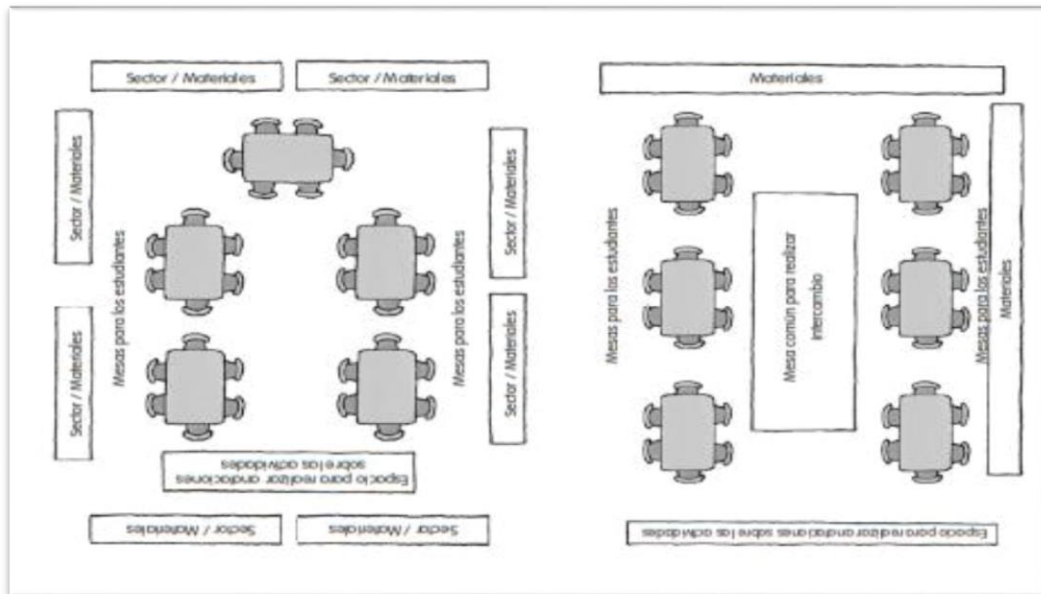 Sector / Materiales
Sector / Materiales
Sector / Materiales
Sector / Materiales
Mesas para los estudiantes
Mesas para los estudiantes
Sector / Materiales
Sector / Materiales
Espacio para realizar anotaciones
sobre las actividades
Sector / Materiales
Sector / Materiales
Materiales
Mesas para los estudiantes
Mesa común para realizar
intercambio
Mesas para los estudiantes
Materiales
Espacio para realizar anotaciones sobre las actividades